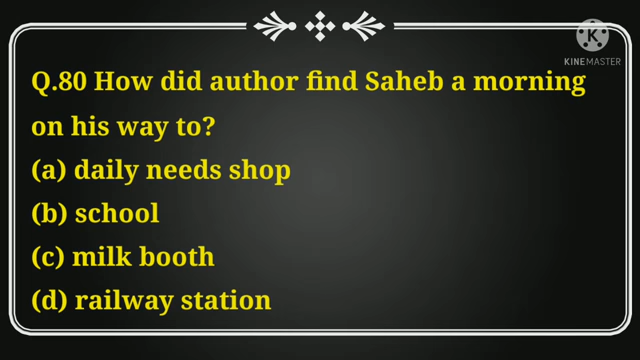 K
KINEMASTER
Q.80 How did author find Saheb a morning
on his way to?
(a) daily needs shop
(b) school
(c) milk booth
(d) railway station